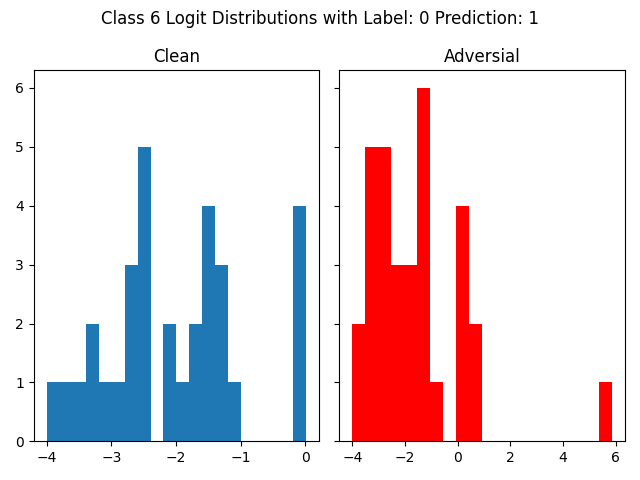 Class 6 Logit Distributions with Label: 0 Prediction: 1
Clean
Adversial
6
5
4
3
2
1
0
−4 −3 −2 −1 0
−4 −2 0 2 4 6